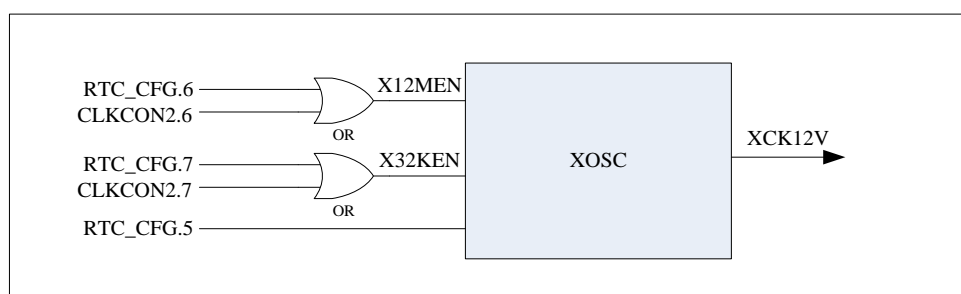 RTC_CFG.6
CLKCON2.6
OR
X12MEN
RTC_CFG.7
CLKCON2.7
OR
X32KEN
RTC_CFG.5
XOSC
XCK12V